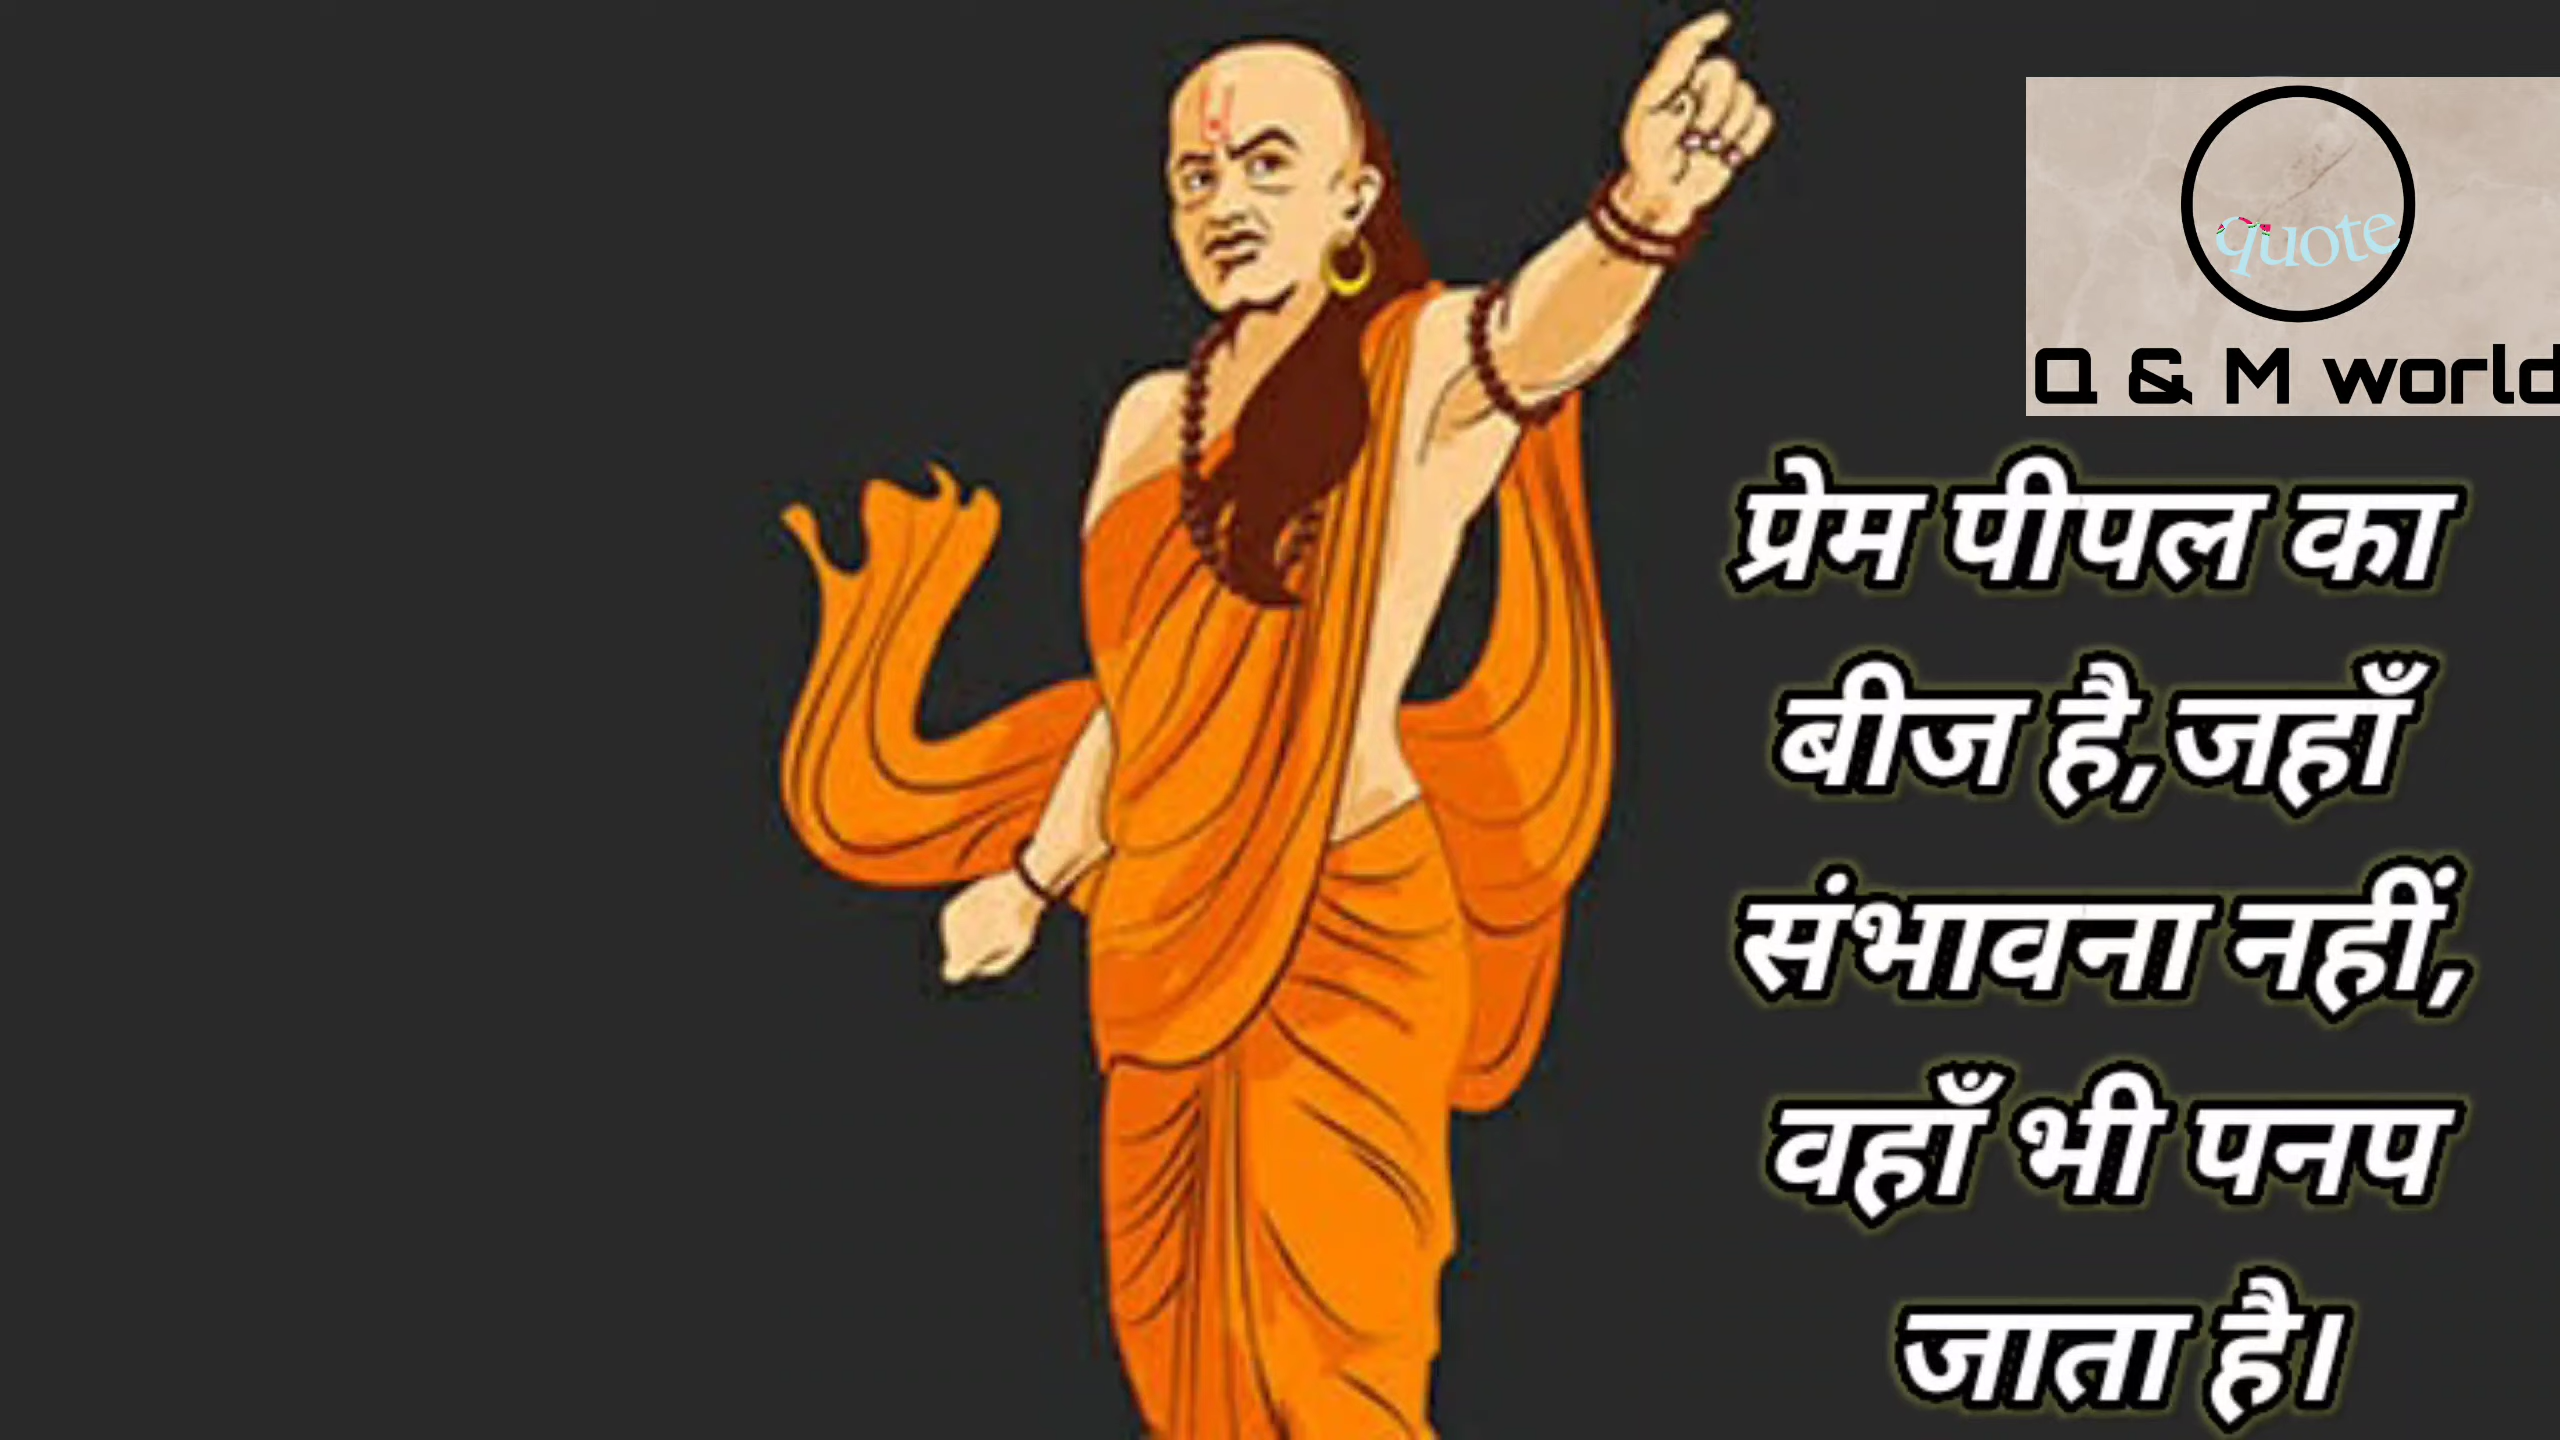 quote
Q & M world
प्रेम पीपल का
बीज है,जहाँ
संभावना नहीं,
वहाँ भी पनप
जाता है।